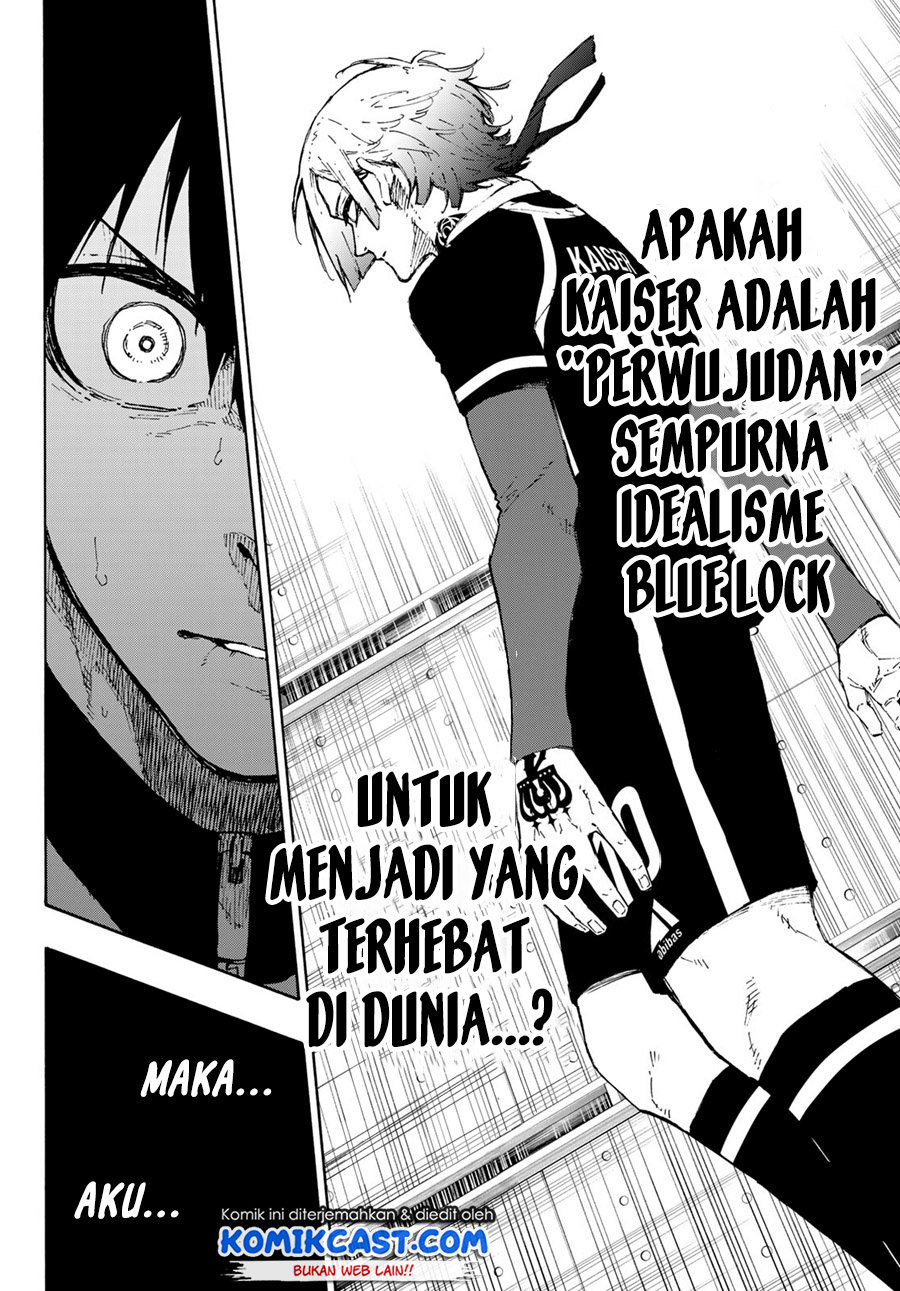 KAISER
APAKAH
KAISER ADALAH
"PERWUJUDAN"
SEMPURNA
IDEALISME
BLUE LOCK
UNTUK
MENJADI YANG
TERHEBAT
DI DUNIA...?
abibas
MAKA...
AKU...
Komik ini diterjemahkan & diedit oleh
KOMIKCAST.COM
BUKAN WEB LAIN!!